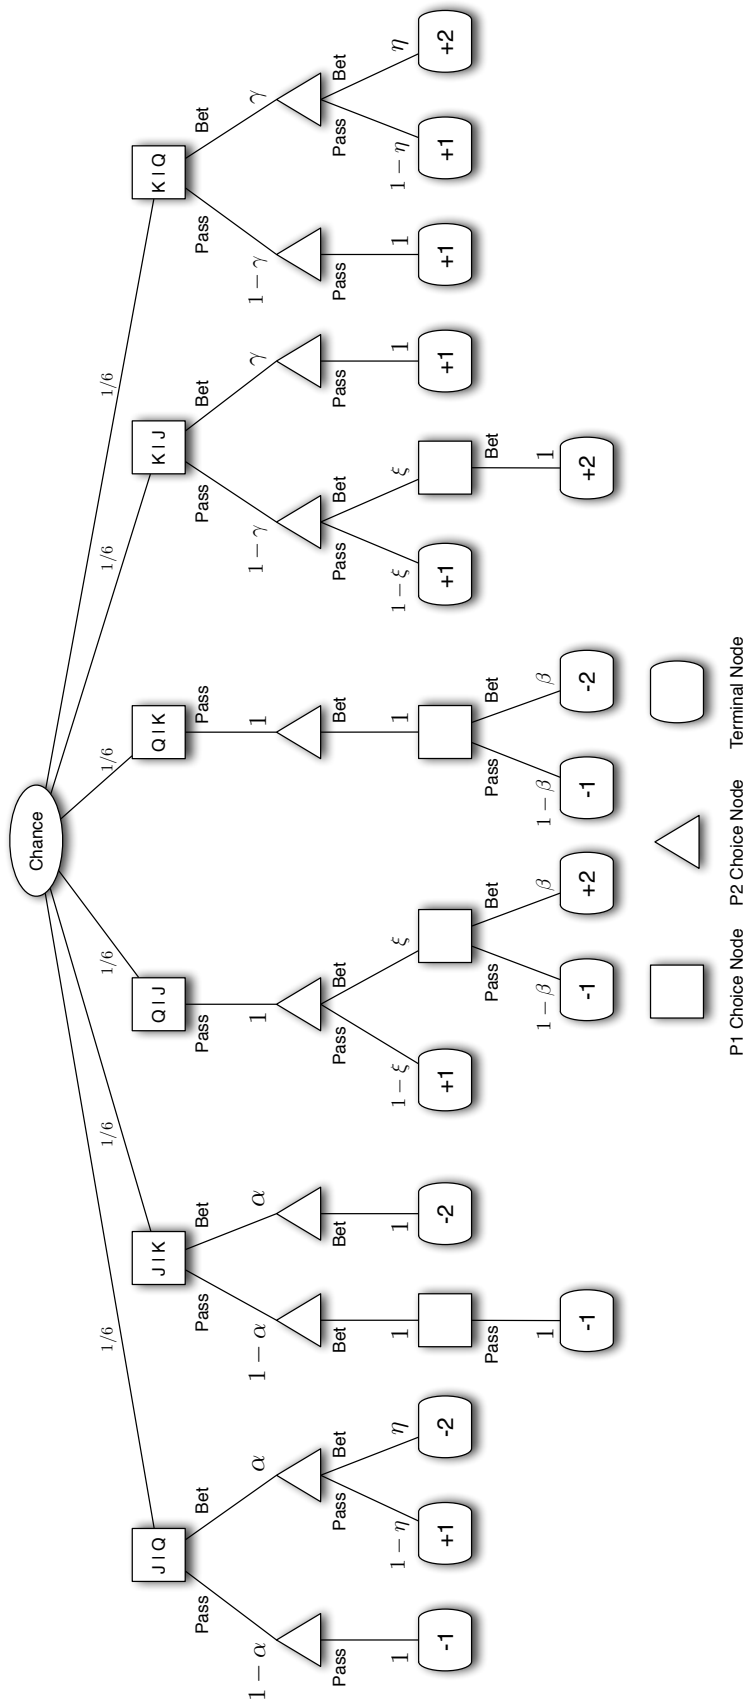 Chance
1/6 1/6 1/6 1/6 1/6 1/6
J|Q J|K Q|J Q|K K|J K|Q
Pass Bet Pass Bet Pass Pass Pass Bet Pass Bet
1 − α α 1 − α α 1 1 1 − γ γ 1 − γ γ
Pass Pass Bet Bet Bet Pass Bet Bet Pass Bet Pass Pass Pass Bet
1 1 − η η 1 1 1 − ξ ξ 1 1 − ξ ξ 1 1 1 − η η
-1 +1 -2 -2 +1 +1 +1 +1 +1 +2
Pass Pass Bet Pass Bet Bet
1 1 − β β 1 − β β 1
-1 -1 +2 -1 -2 +2
P1 Choice Node P2 Choice Node Terminal Node